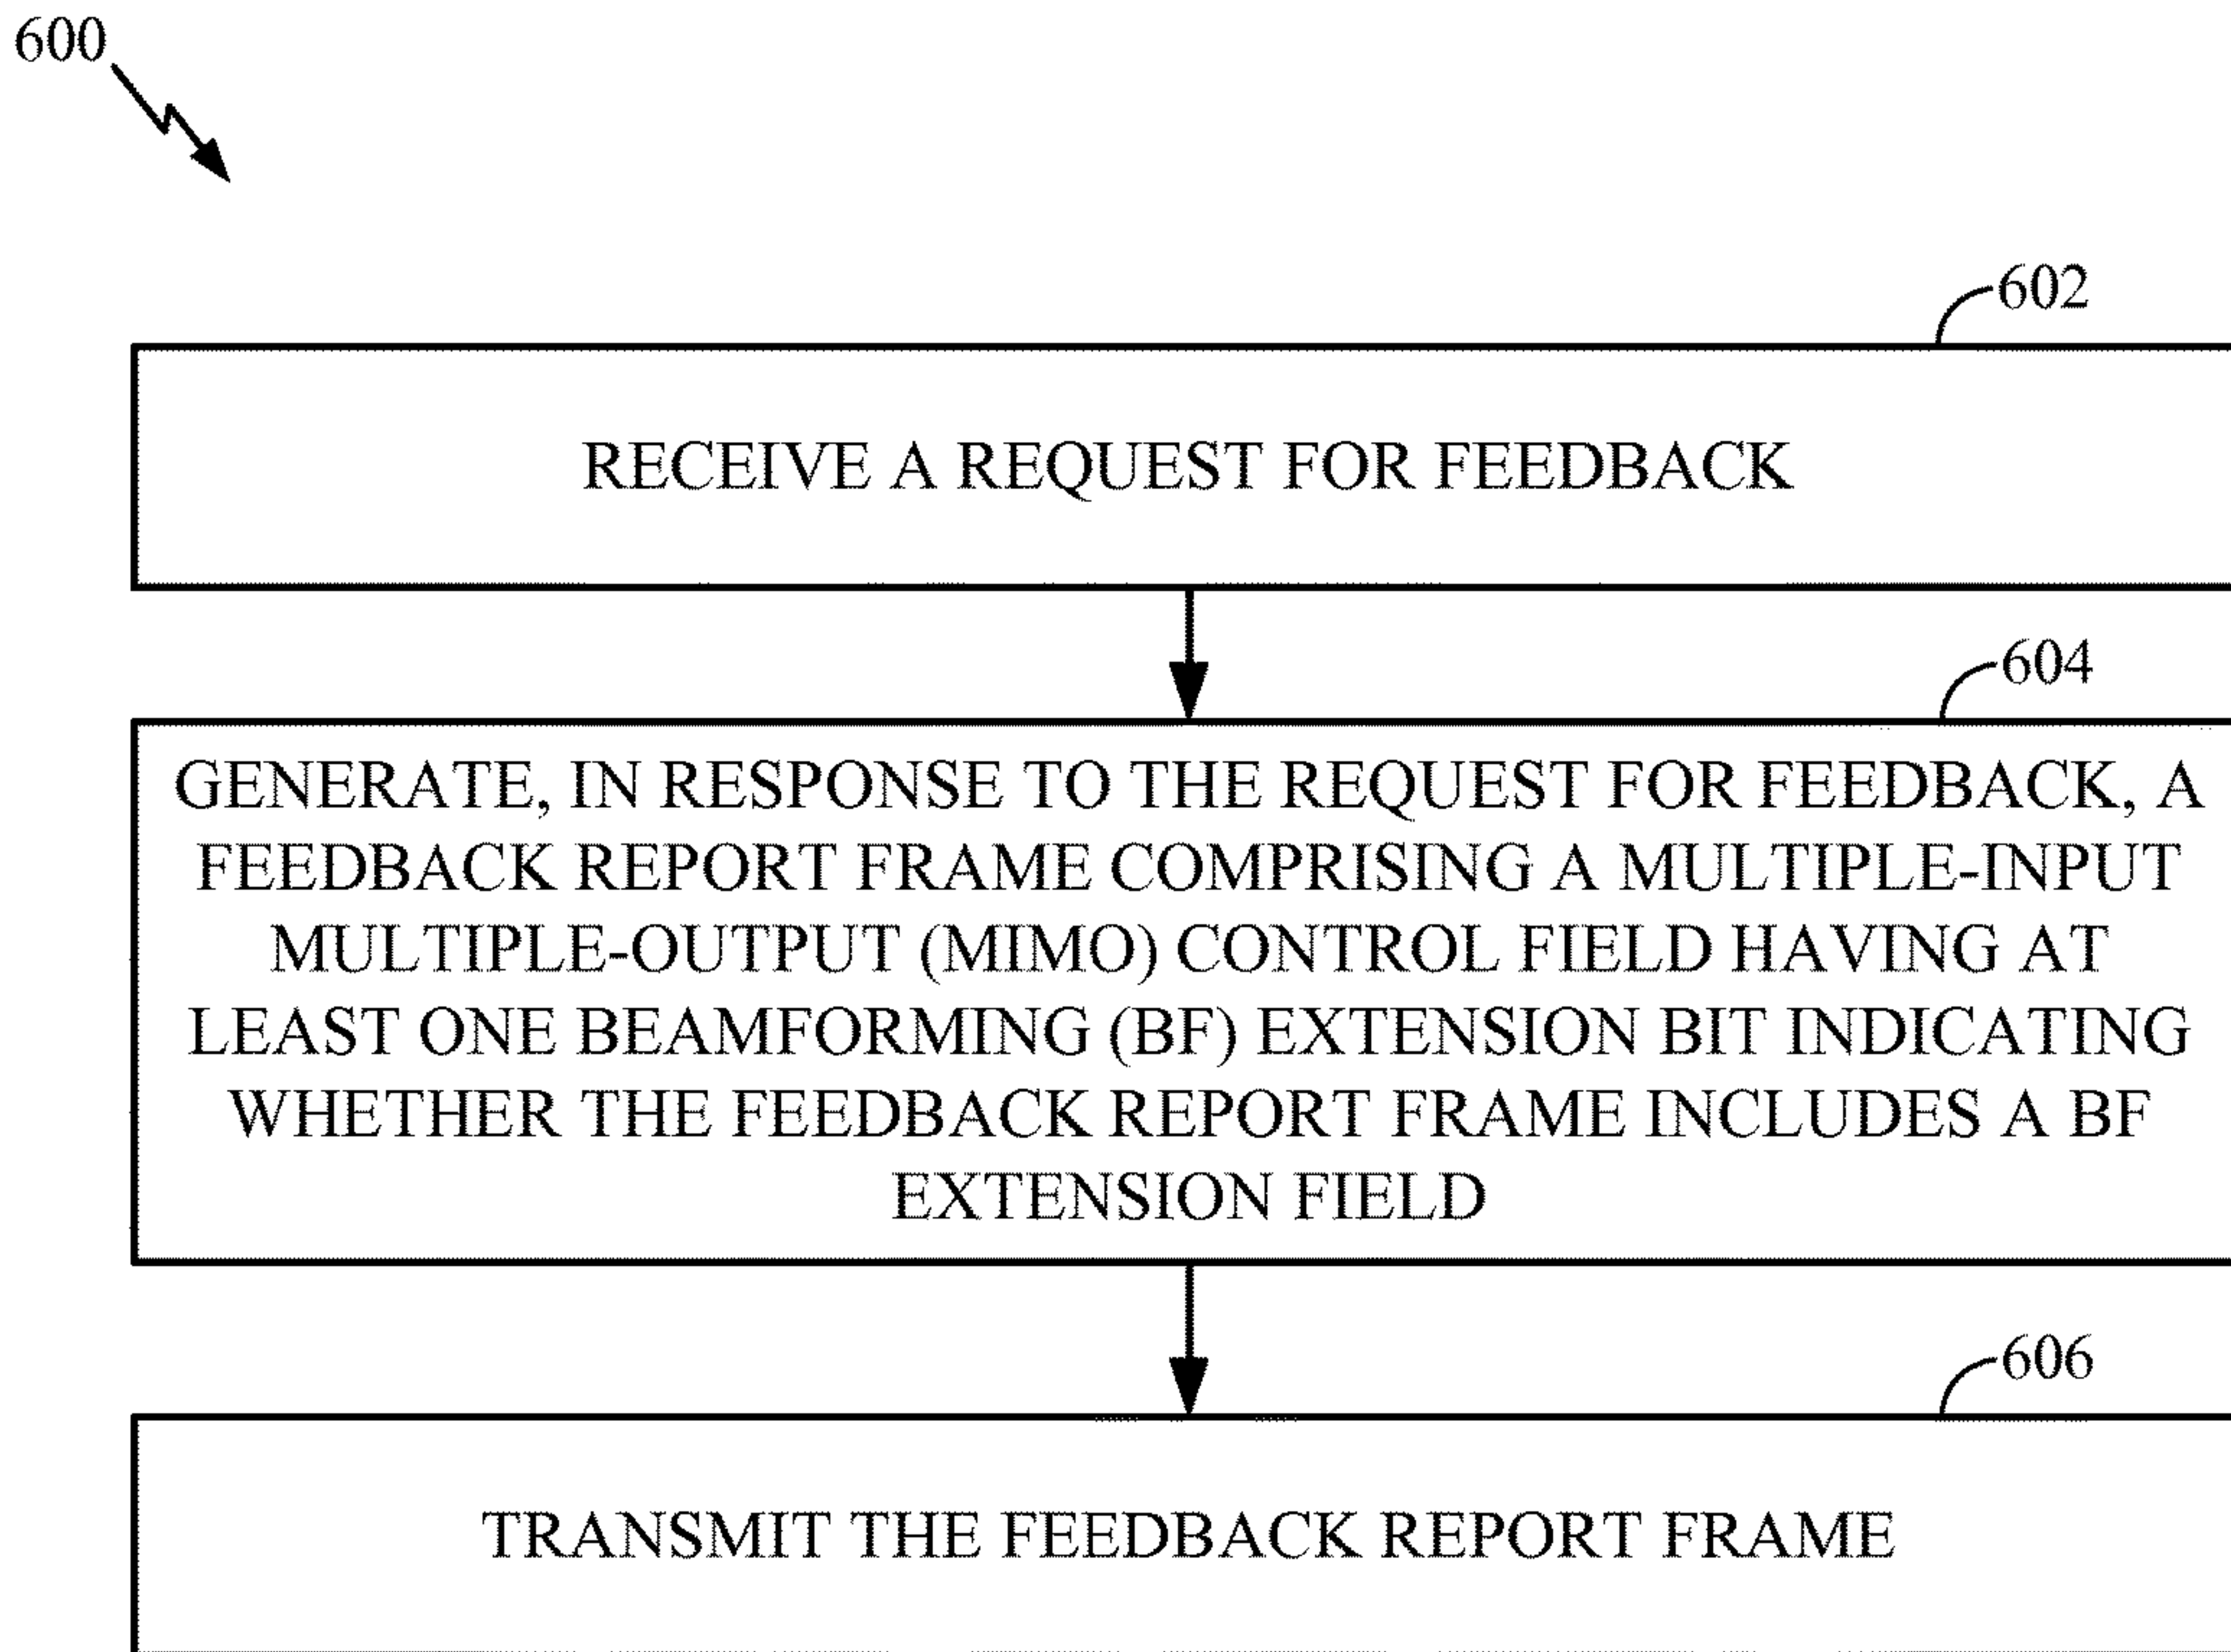 600
602
RECEIVE A REQUEST FOR FEEDBACK
604
GENERATE, IN RESPONSE TO THE REQUEST FOR FEEDBACK, A
FEEDBACK REPORT FRAME COMPRISING A MULTIPLE-INPUT
MULTIPLE-OUTPUT (MIMO) CONTROL FIELD HAVING AT
LEAST ONE BEAMFORMING (BF) EXTENSION BIT INDICATING
WHETHER THE FEEDBACK REPORT FRAME INCLUDES A BF
EXTENSION FIELD
606
TRANSMIT THE FEEDBACK REPORT FRAME